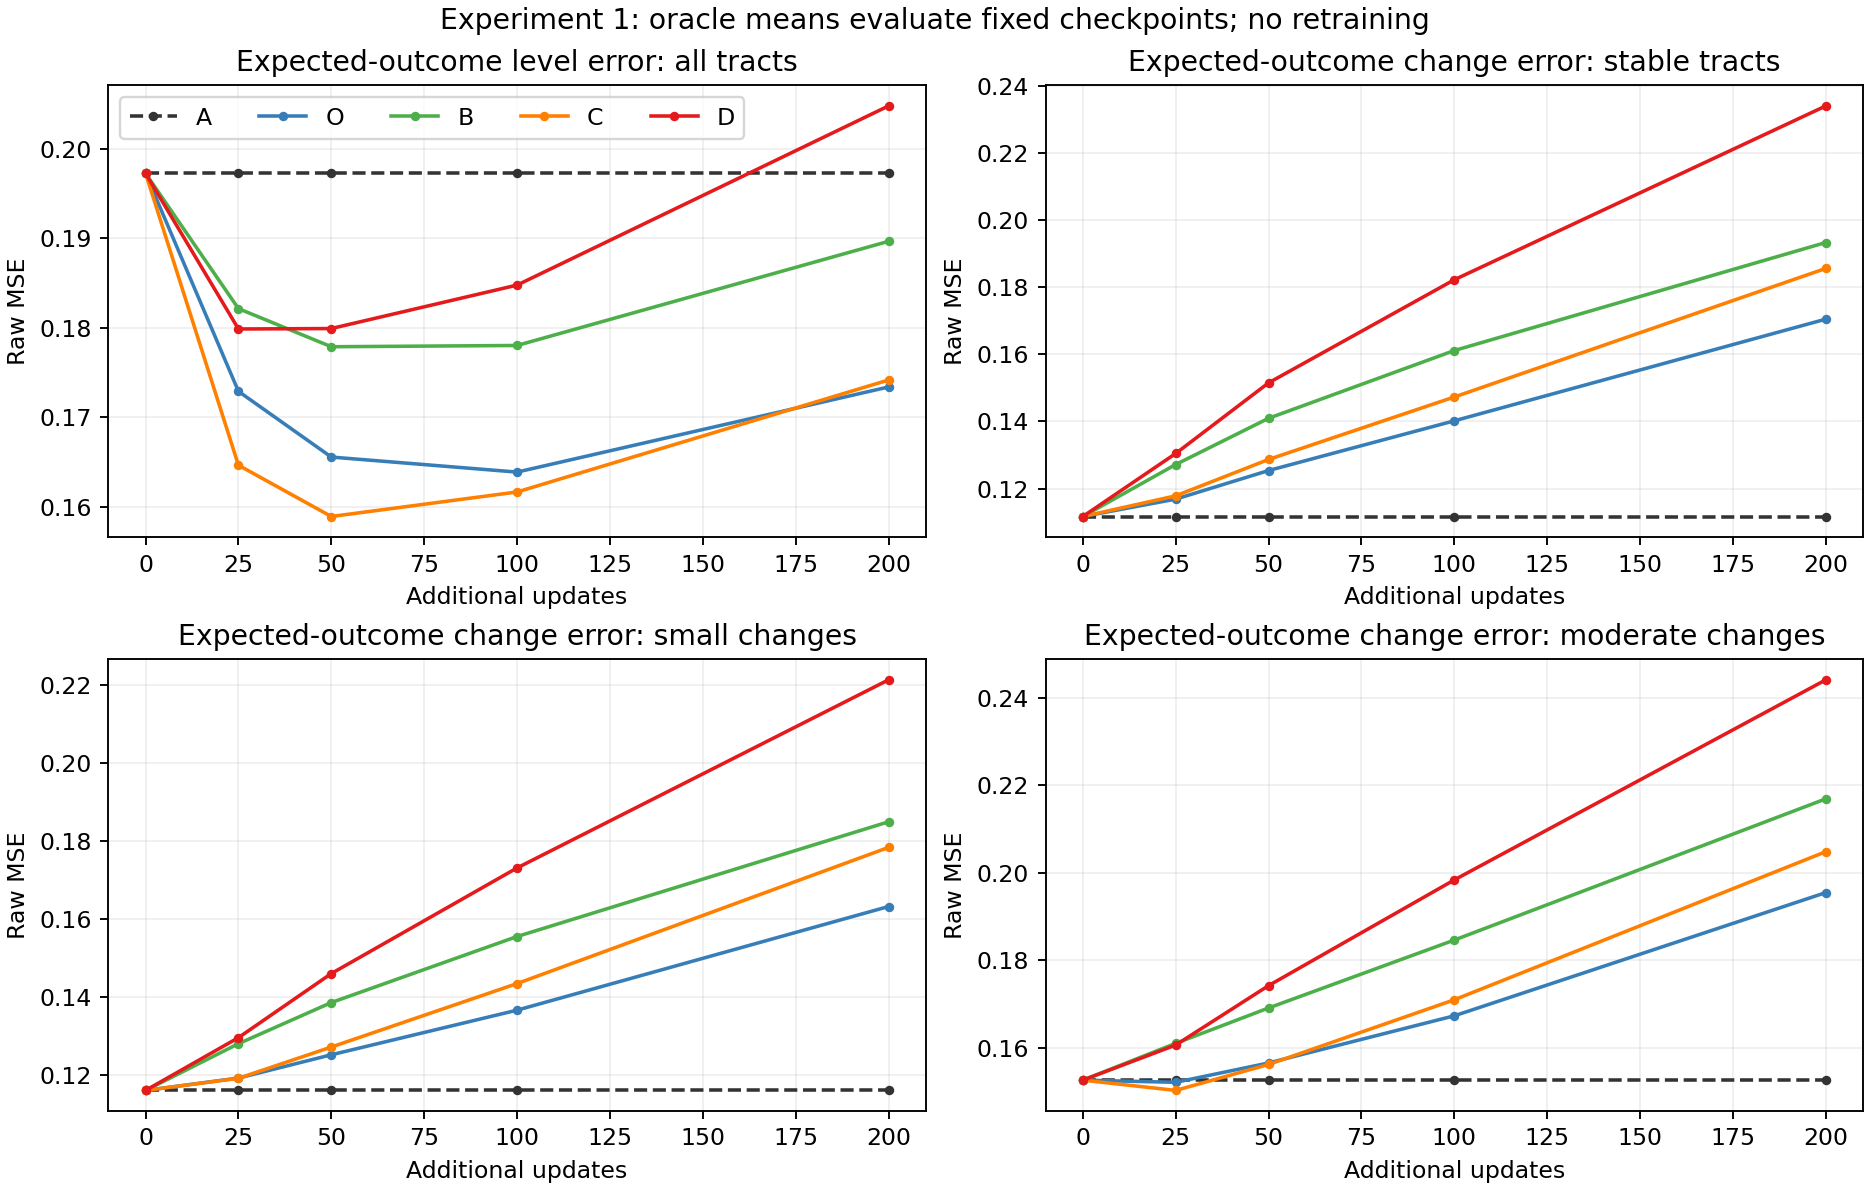 Experiment 1: oracle means evaluate fixed checkpoints; no retraining
Expected-outcome level error: all tracts
A O B C D
Raw MSE
0.20
0.19
0.18
0.17
0.16
0 25 50 75 100 125 150 175 200
Additional updates
Expected-outcome change error: stable tracts
Raw MSE
0.24
0.22
0.20
0.18
0.16
0.14
0.12
0 25 50 75 100 125 150 175 200
Additional updates
Expected-outcome change error: small changes
Raw MSE
0.22
0.20
0.18
0.16
0.14
0.12
0 25 50 75 100 125 150 175 200
Additional updates
Expected-outcome change error: moderate changes
Raw MSE
0.24
0.22
0.20
0.18
0.16
0 25 50 75 100 125 150 175 200
Additional updates